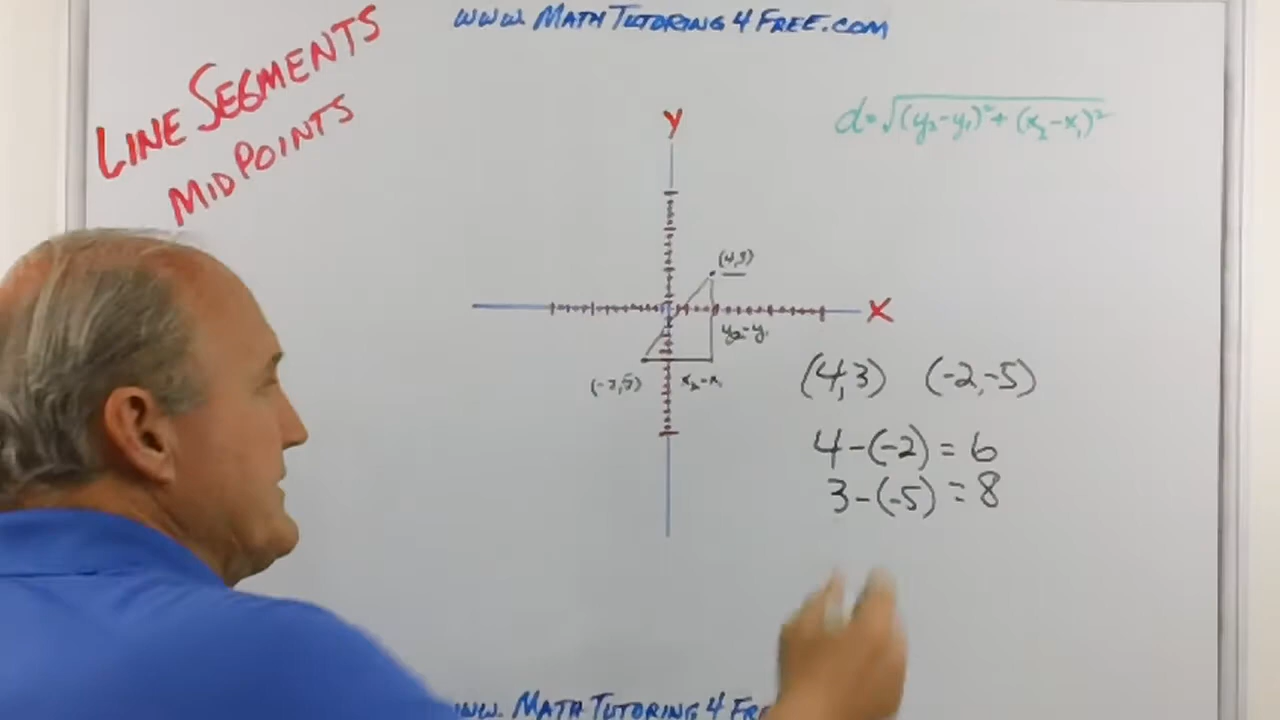 www.MathTutoring4Free.com
LINE SEGMENTS
MIDPOINTS
d=√(y₂-y₁)²+(x₂-x₁)²
Y
(4,3)
X
y₂-y₁
(-2,-5) x₂-x₁
(4,3) (-2,-5)
4-(-2)=6
3-(-5)=8
www.MathTutoring4Fre